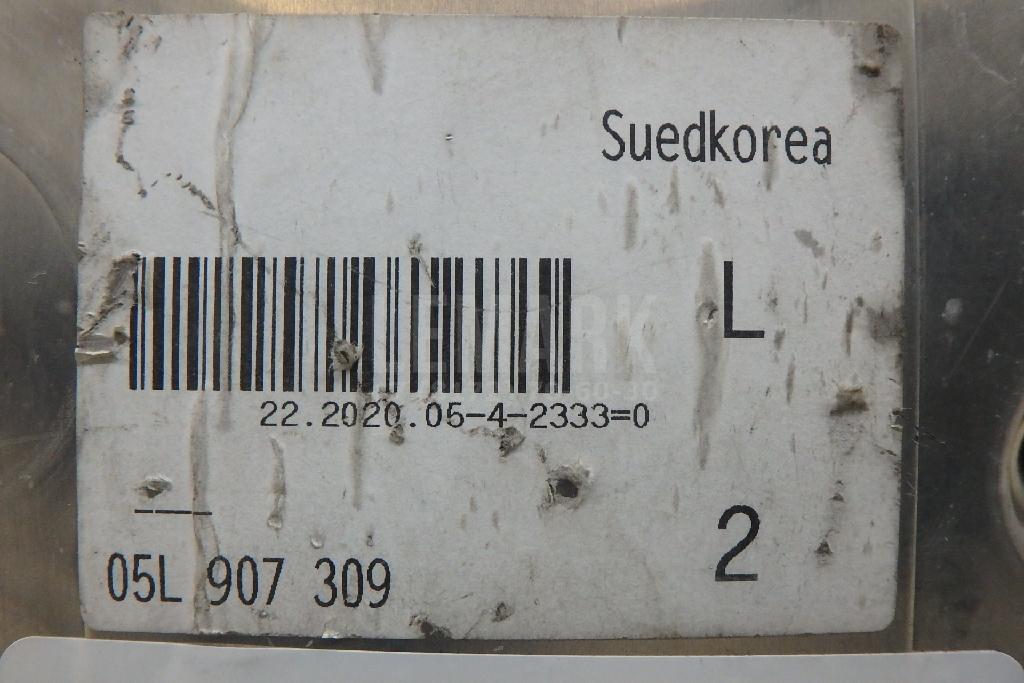 Suedkorea
L
22.2020.05-4-2333=0
2
05L 907 309